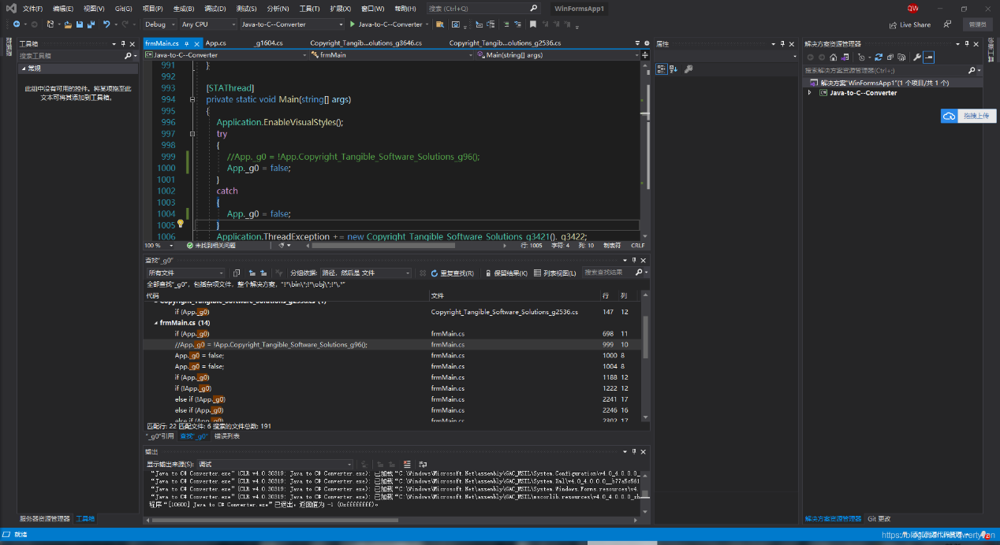 文件(F) 编辑(E) 视图(V) Git(G) 项目(P) 生成(B) 调试(D) 测试(S) 分析(N) 工具(T) 扩展(X) 窗口(W) 帮助(H) 搜索 (Ctrl+Q) WinFormsApp1 QW
Debug Any CPU Java-to-C--Converter Java-to-C--Converter Live Share 管理员
工具箱
搜索工具箱
常规
此组中没有可用的控件。将某项拖至此
文本可将其添加到工具箱。
服务器资源管理器 工具箱
frmMain.cs App.cs _g1604.cs Copyright_Tangib...olutions_g3646.cs Copyright_Tangib...olutions_g2536.cs
Java-to-C--Converter frmMain Main(string[] args)
991 }
992
993 [STAThread]
994 private static void Main(string[] args)
995 {
996 Application.EnableVisualStyles();
997 try
998 {
999 //App._g0 = !App.Copyright_Tangible_Software_Solutions_g96();
1000 App._g0 = false;
1001 }
1002 catch
1003 {
1004 App._g0 = false;
1005 }
1006 Application.ThreadException += new Copyright_Tangible_Software_Solutions_g3421()._g3422;
100 % 未找到相关问题 行: 1005 字符: 4 列: 10 制表符 CRLF
查找"_g0"
所有文件 分组依据: 路径，然后是 文件 重复查找(R) 保留结果(K) 列表视图(L) 搜索查找结果
全部查找"_g0"，包括杂项文件，整个解决方案，"!*\bin\*;!*\obj\*;!*\.*"
代码 文件 行 列
Copyright_Tangible_Software_Solutions_g2536.cs (1)
if (App._g0) Copyright_Tangible_Software_Solutions_g2536.cs 147 12
frmMain.cs (14)
if (App._g0) frmMain.cs 698 11
//App._g0 = !App.Copyright_Tangible_Software_Solutions_g96(); frmMain.cs 999 10
App._g0 = false; frmMain.cs 1000 8
App._g0 = false; frmMain.cs 1004 8
if (App._g0) frmMain.cs 1188 12
if (!App._g0) frmMain.cs 1222 12
else if (!App._g0) frmMain.cs 2241 17
else if (App._g0) frmMain.cs 2246 16
else if (App._g0) frmMain.cs 2302 17
匹配行: 22 匹配文件: 6 搜索的文件总数: 191
"_g0"引用 查找"_g0" 错误列表
输出
显示输出来源(S): 调试
“Java to C# Converter.exe”(CLR v4.0.30319: Java to C# Converter.exe): 已加载“C:\Windows\Microsoft.Net\assembly\GAC_MSIL\System.Configuration\v4.0_4.0.0.0_
“Java to C# Converter.exe”(CLR v4.0.30319: Java to C# Converter.exe): 已加载“C:\Windows\Microsoft.Net\assembly\GAC_MSIL\System.Xml\v4.0_4.0.0.0__b77a5c561
“Java to C# Converter.exe”(CLR v4.0.30319: Java to C# Converter.exe): 已加载“C:\Windows\Microsoft.Net\assembly\GAC_MSIL\System.Windows.Forms.resources\v4.
“Java to C# Converter.exe”(CLR v4.0.30319: Java to C# Converter.exe): 已加载“C:\Windows\Microsoft.Net\assembly\GAC_MSIL\mscorlib.resources\v4.0_4.0.0.0_zh
程序“[10600] Java to C# Converter.exe”已退出，返回值为 -1 (0xffffffff)。
属性
解决方案资源管理器
搜索解决方案资源管理器(Ctrl+;)
解决方案"WinFormsApp1"(1 个项目/共 1 个)
Java-to-C--Converter
拖拽上传
解决方案资源管理器 Git 更改
就绪
添加到源代码管理